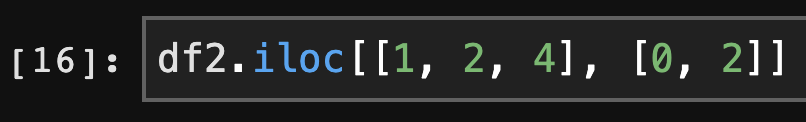 [16]: df2.iloc[[1, 2, 4], [0, 2]]